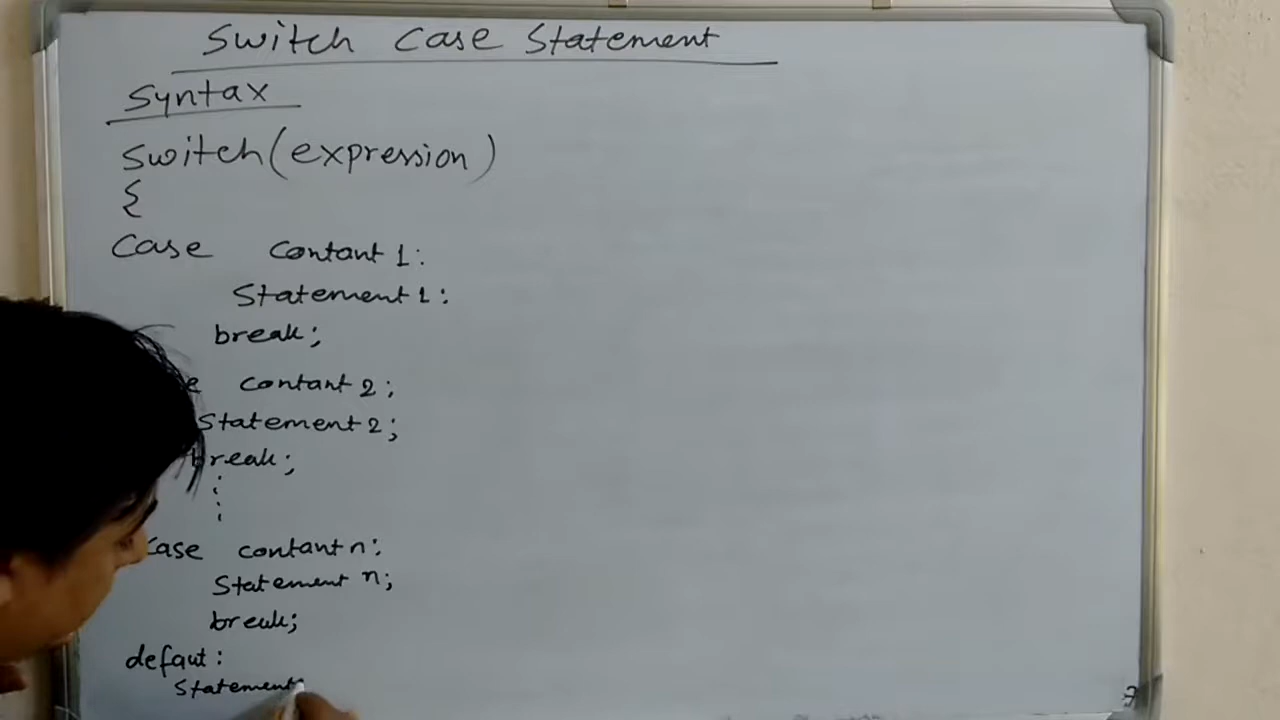 Switch Case Statement
Syntax
Switch(expression)
{
Case Contant 1:
Statement 1:
break;
contant 2;
Statement 2;
break;
Case contant n:
Statement n;
break;
defaut:
Statement